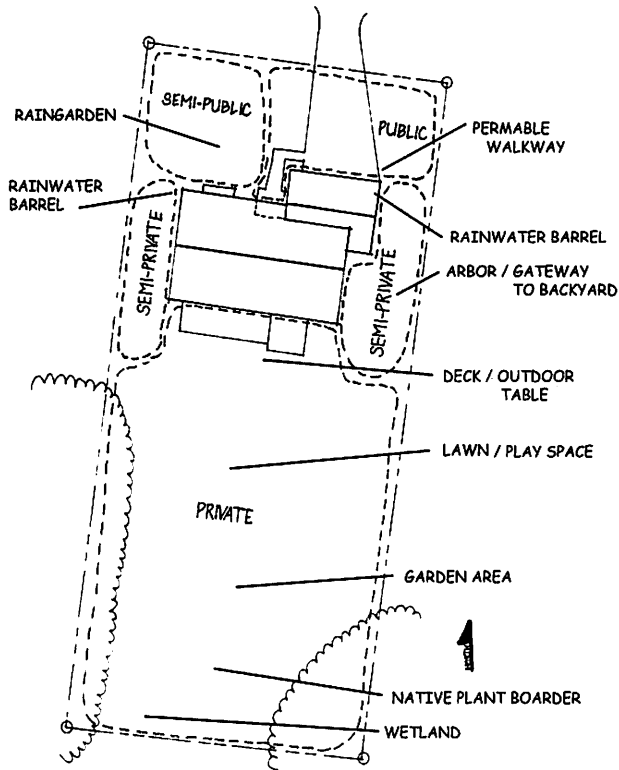 SEMI-PUBLIC
RAINGARDEN
PUBLIC
PERMABLE
WALKWAY
RAINWATER
BARREL
SEMI-PRIVATE
RAINWATER BARREL
SEMI-PRIVATE
ARBOR / GATEWAY
TO BACKYARD
DECK / OUTDOOR
TABLE
LAWN / PLAY SPACE
PRIVATE
GARDEN AREA
NATIVE PLANT BOARDER
WETLAND